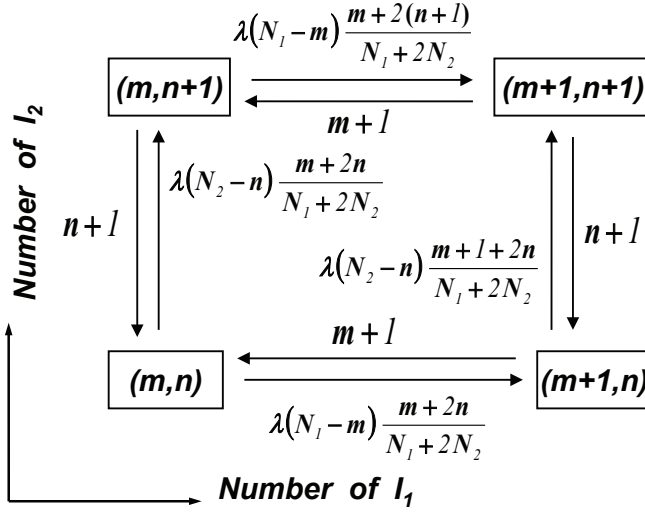 λ(N₁−m) m+2(n+1)/N₁+2N₂
(m,n+1)
(m+1,n+1)
m+1
λ(N₂−n) m+2n/N₁+2N₂
n+1
n+1
λ(N₂−n) m+1+2n/N₁+2N₂
m+1
(m,n)
(m+1,n)
λ(N₁−m) m+2n/N₁+2N₂
Number of I₂
Number of I₁